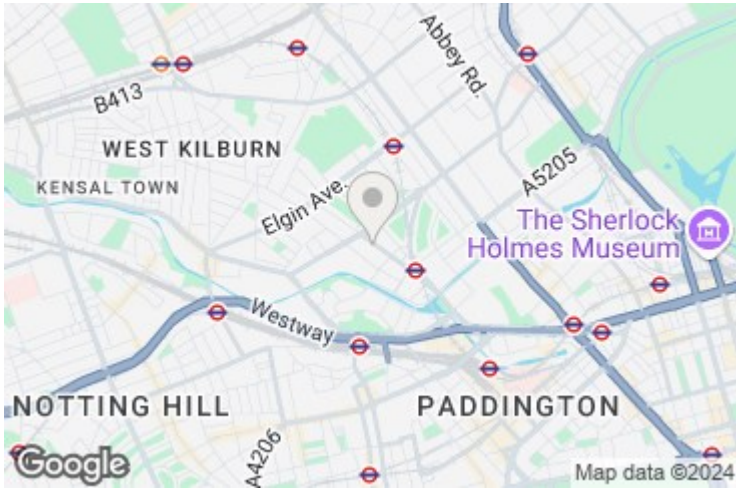 Abbey Rd.
B413
WEST KILBURN
A5205
KENSAL TOWN
Elgin Ave.
The Sherlock
Holmes Museum
Westway
NOTTING HILL
PADDINGTON
A4206
Google
Map data ©2024